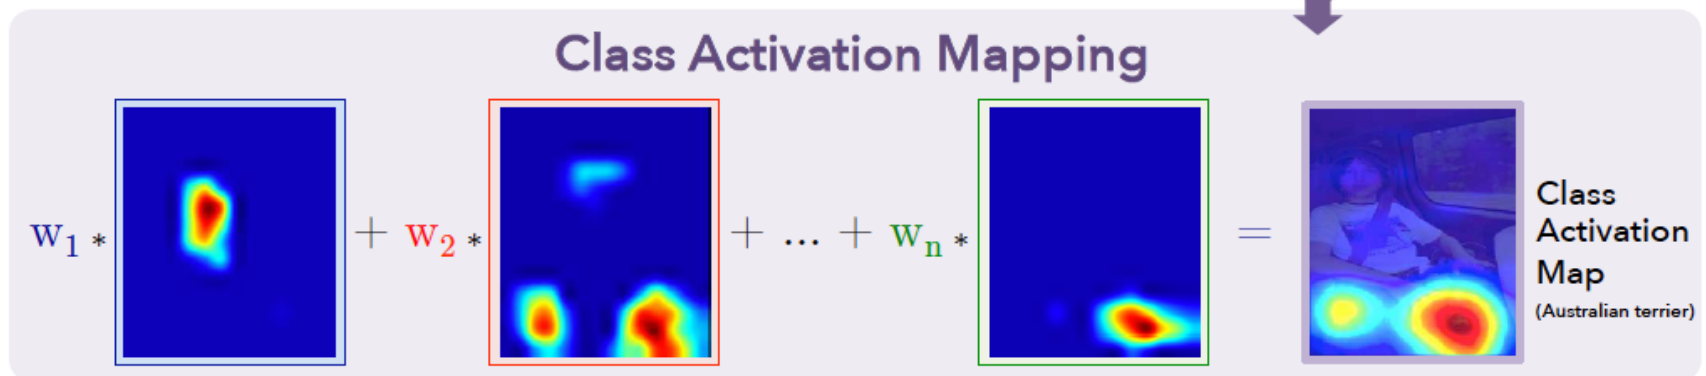 Class Activation Mapping
w1 * + w2 * + ... + wn * =
Class
Activation
Map
(Australian terrier)